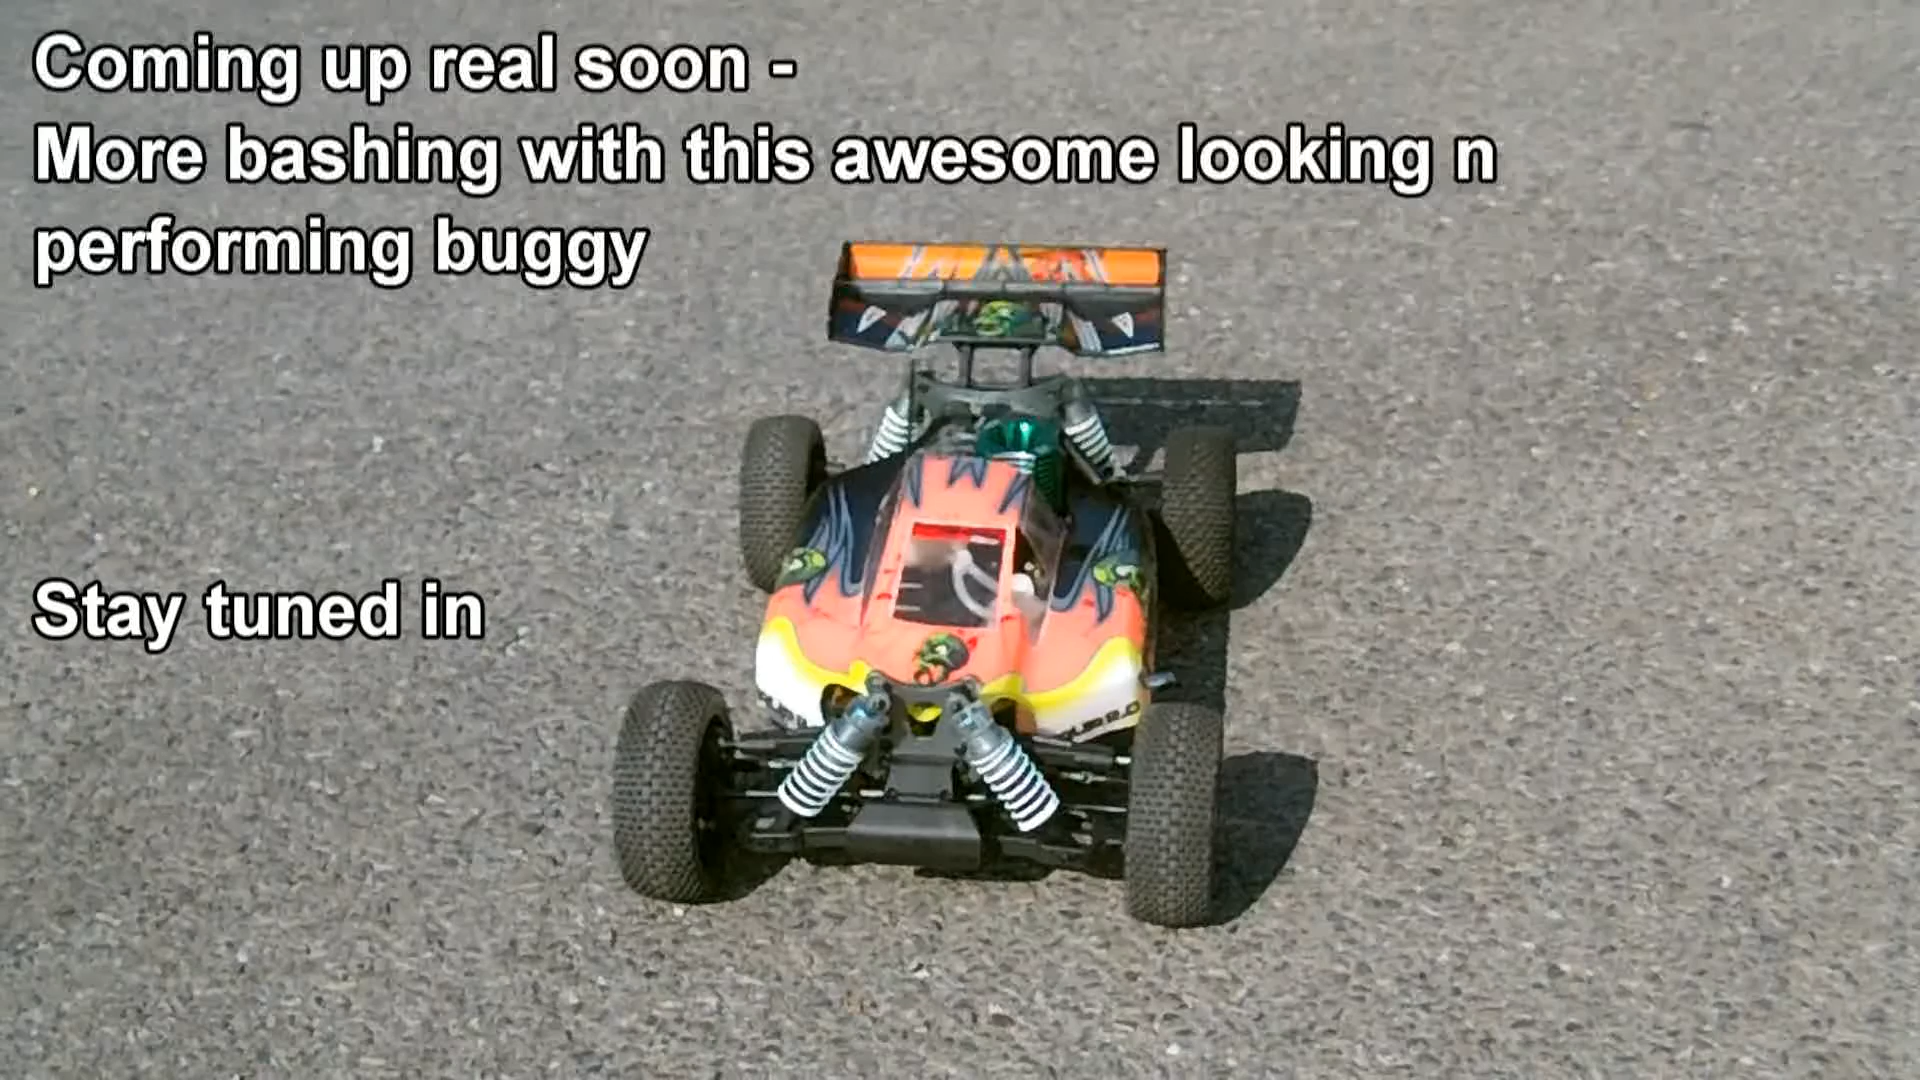 Coming up real soon -
More bashing with this awesome looking n
performing buggy
Stay tuned in